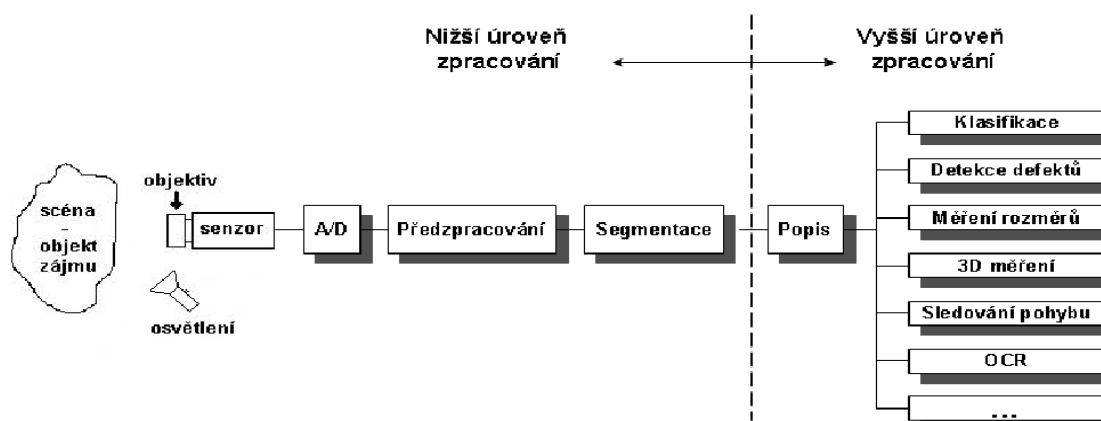 Nižší úroveň
zpracování
Vyšší úroveň
zpracování
scéna
-
objekt
zájmu
objektiv
senzor
osvětlení
A/D
Předzpracování
Segmentace
Popis
Klasifikace
Detekce defektů
Měření rozměrů
3D měření
Sledování pohybu
OCR
...